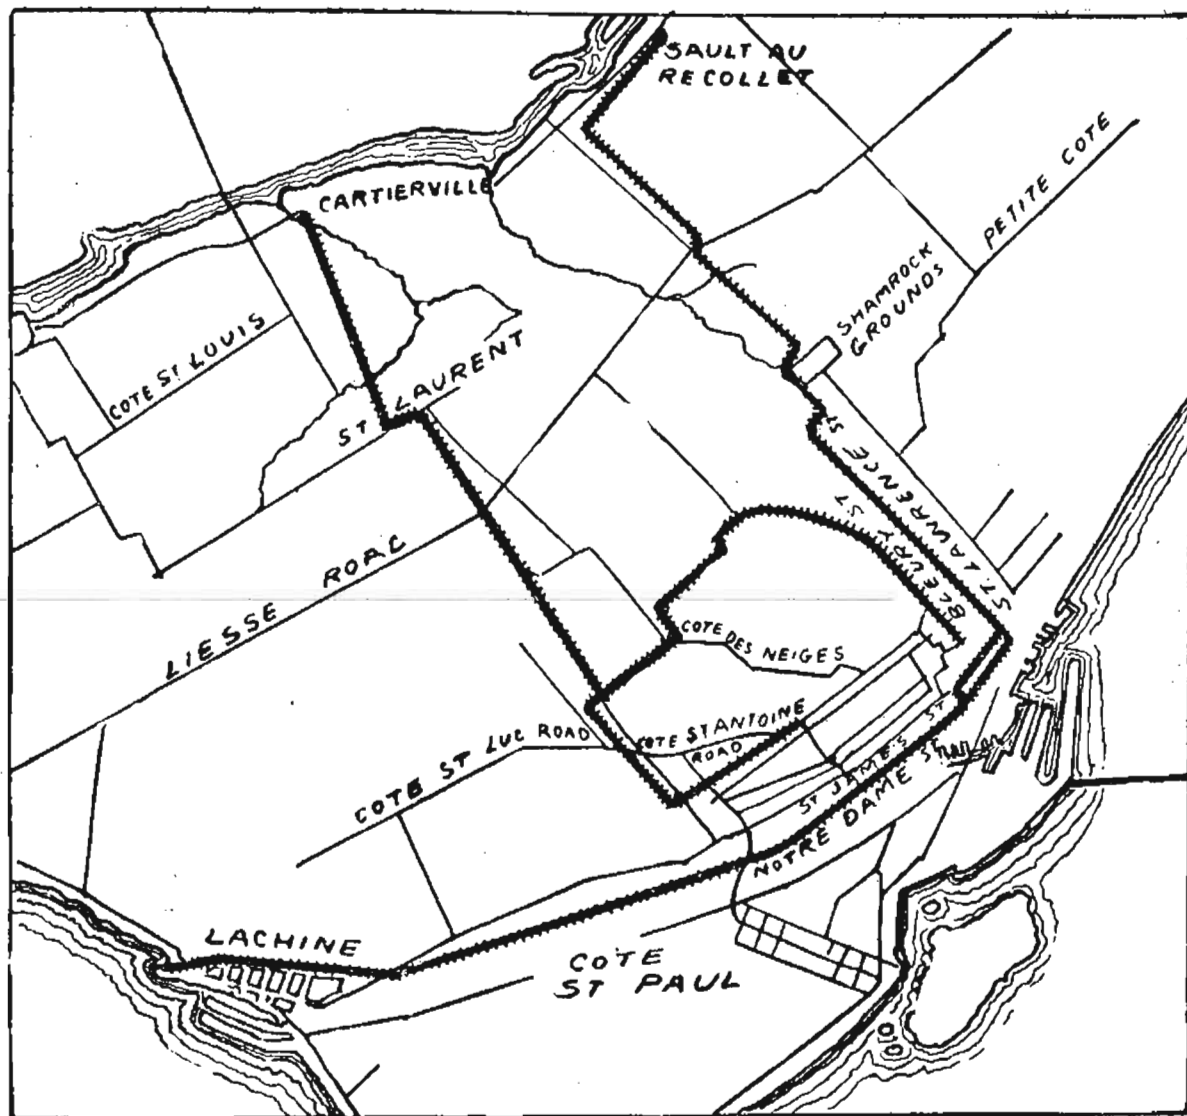 SAULT AU
RECOLLET
PETITE COTE
CARTIERVILLE
SHAMROCK
GROUNDS
COTE ST LOUIS
ST LAURENT
ST. LAWRENCE ST
BLEURY ST
LIESSE ROAC
COTE DES NEIGES
COTE ST LUC ROAD
COTE ST ANTOINE
ROAD
ST JAMES ST
NOTRE DAME ST
LACHINE
COTE
ST PAUL